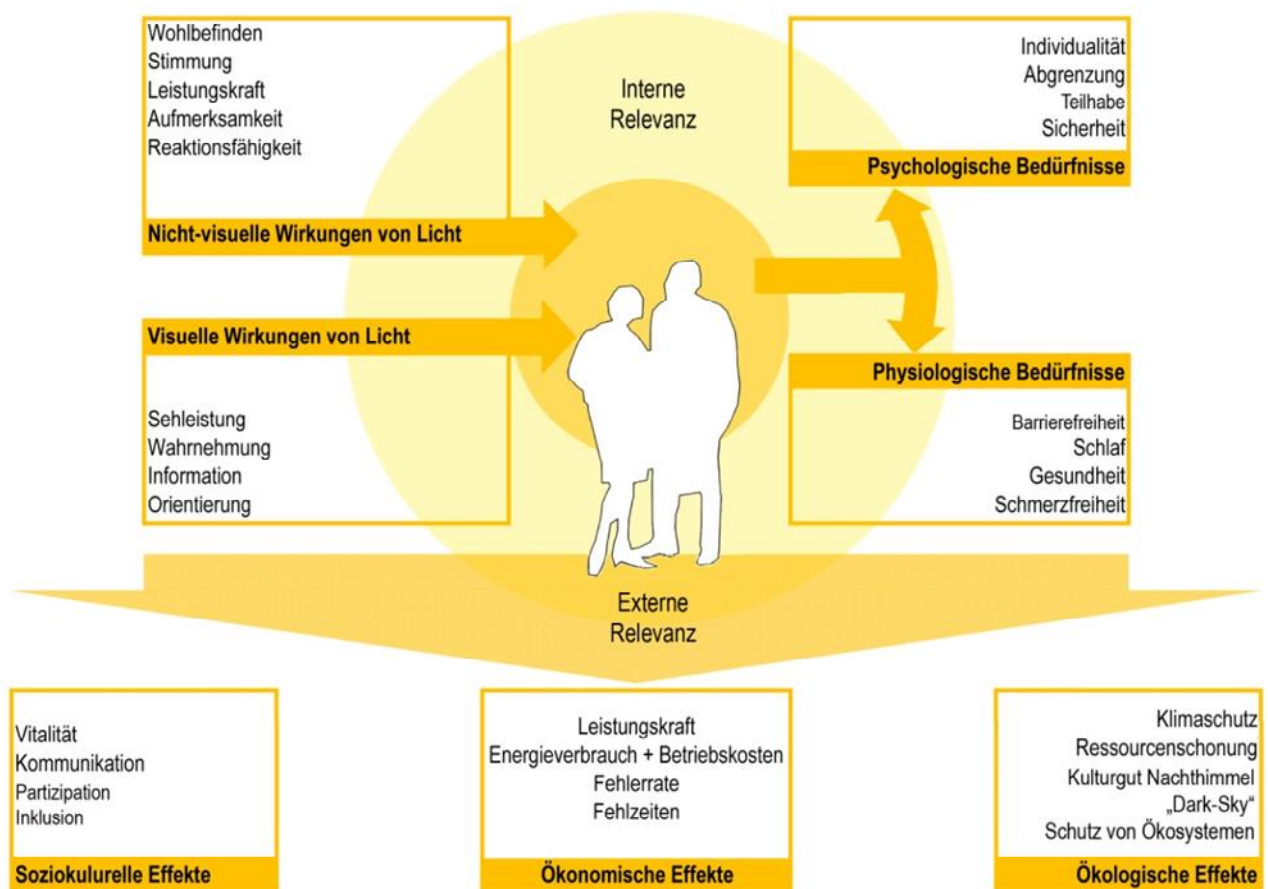 Wohlbefinden
Stimmung
Leistungskraft
Aufmerksamkeit
Reaktionsfähigkeit
Nicht-visuelle Wirkungen von Licht
Interne
Relevanz
Individualität
Abgrenzung
Teilhabe
Sicherheit
Psychologische Bedürfnisse
Visuelle Wirkungen von Licht
Sehleistung
Wahrnehmung
Information
Orientierung
Physiologische Bedürfnisse
Barrierefreiheit
Schlaf
Gesundheit
Schmerzfreiheit
Externe
Relevanz
Vitalität
Kommunikation
Partizipation
Inklusion
Soziokulurelle Effekte
Leistungskraft
Energieverbrauch + Betriebskosten
Fehlerrate
Fehlzeiten
Ökonomische Effekte
Klimaschutz
Ressourcenschonung
Kulturgut Nachthimmel
„Dark-Sky“
Schutz von Ökosystemen
Ökologische Effekte